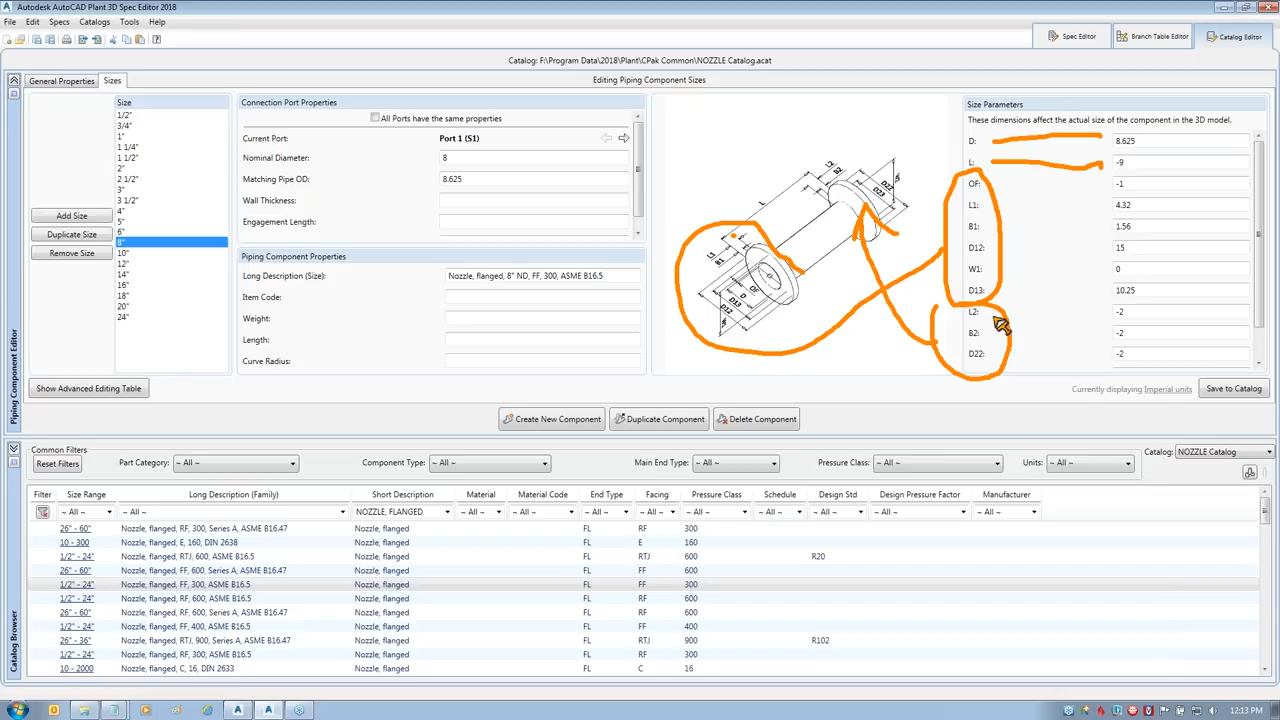 Autodesk AutoCAD Plant 3D Spec Editor 2018
File Edit Specs Catalogs Tools Help
Spec Editor Branch Table Editor Catalog Editor
Catalog: F:\Program Data\2018\Plant\CPak Common\NOZZLE Catalog.acat
General Properties Sizes Editing Piping Component Sizes
Piping Component Editor
Size
1/2"
3/4"
1"
1 1/4"
1 1/2"
2"
2 1/2"
3"
3 1/2"
4"
5"
6"
8"
10"
12"
14"
16"
18"
20"
24"
Add Size
Duplicate Size
Remove Size
Connection Port Properties
All Ports have the same properties
Current Port: Port 1 (S1)
Nominal Diameter: 8
Matching Pipe OD: 8.625
Wall Thickness:
Engagement Length:
Piping Component Properties
Long Description (Size): Nozzle, flanged, 8" ND, FF, 300, ASME B16.5
Item Code:
Weight:
Length:
Curve Radius:
L
L2
B2
D23
D22
L1
B1
OF
D
D13
D12
Size Parameters
These dimensions affect the actual size of the component in the 3D model.
D: 8.625
L: -9
OF: -1
L1: 4.32
B1: 1.56
D12: 15
W1: 0
D13: 10.25
L2: -2
B2: -2
D22: -2
Show Advanced Editing Table
Currently displaying Imperial units Save to Catalog
Create New Component Duplicate Component Delete Component
Catalog Browser
Common Filters
Catalog: NOZZLE Catalog
Reset Filters Part Category: ~ All ~ Component Type: ~ All ~ Main End Type: ~ All ~ Pressure Class: ~ All ~ Units: ~ All ~
Filter Size Range Long Description (Family) Short Description Material Material Code End Type Facing Pressure Class Schedule Design Std Design Pressure Factor Manufacturer
~ All ~ ~ All ~ NOZZLE, FLANGED ~ All ~ ~ All ~ ~ All ~ ~ All ~ ~ All ~ ~ All ~ ~ All ~ ~ All ~ ~ All ~
26" - 60" Nozzle, flanged, RF, 300, Series A, ASME B16.47 Nozzle, flanged FL RF 300
10 - 300 Nozzle, flanged, E, 160, DIN 2638 Nozzle, flanged FL E 160
1/2" - 24" Nozzle, flanged, RTJ, 600, ASME B16.5 Nozzle, flanged FL RTJ 600 R20
26" - 60" Nozzle, flanged, FF, 600, Series A, ASME B16.47 Nozzle, flanged FL FF 600
1/2" - 24" Nozzle, flanged, FF, 300, ASME B16.5 Nozzle, flanged FL FF 300
1/2" - 24" Nozzle, flanged, RF, 600, ASME B16.5 Nozzle, flanged FL RF 600
26" - 60" Nozzle, flanged, RF, 600, Series A, ASME B16.47 Nozzle, flanged FL RF 600
1/2" - 24" Nozzle, flanged, FF, 400, ASME B16.5 Nozzle, flanged FL FF 400
26" - 36" Nozzle, flanged, RTJ, 900, Series A, ASME B16.47 Nozzle, flanged FL RTJ 900 R102
1/2" - 24" Nozzle, flanged, RF, 300, ASME B16.5 Nozzle, flanged FL RF 300
10 - 2000 Nozzle, flanged, C, 16, DIN 2633 Nozzle, flanged FL C 16
12:13 PM